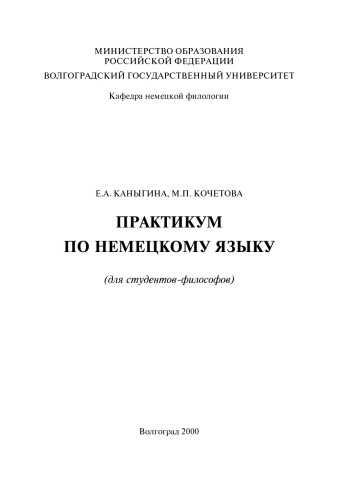 МИНИСТЕРСТВО ОБРАЗОВАНИЯ
РОССИЙСКОЙ ФЕДЕРАЦИИ
ВОЛГОГРАДСКИЙ ГОСУДАРСТВЕННЫЙ УНИВЕРСИТЕТ
Кафедра немецкой филологии
Е.А. КАНЫГИНА, М.П. КОЧЕТОВА
ПРАКТИКУМ
ПО НЕМЕЦКОМУ ЯЗЫКУ
(для студентов-философов)
Волгоград 2000